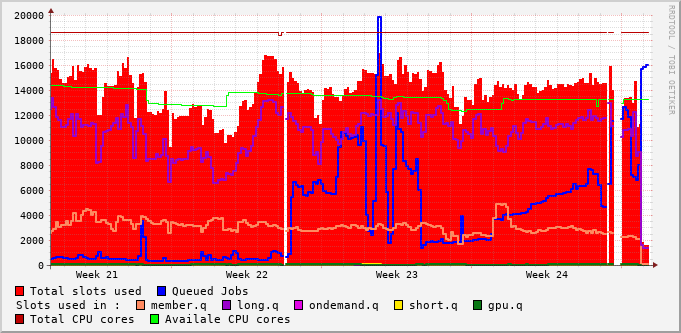 RRDTOOL / TOBI OETIKER
20000
18000
16000
14000
12000
10000
8000
6000
4000
2000
0
Week 21 Week 22 Week 23 Week 24
Total slots used Queued Jobs
Slots used in : member.q long.q ondemand.q short.q gpu.q
Total CPU cores Availale CPU cores